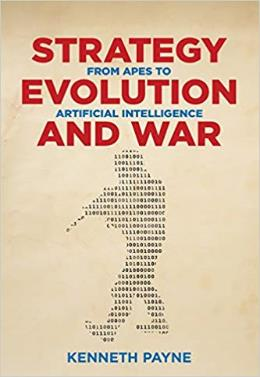 STRATEGY
FROM APES TO
EVOLUTION
ARTIFICIAL INTELLIGENCE
AND WAR
KENNETH PAYNE